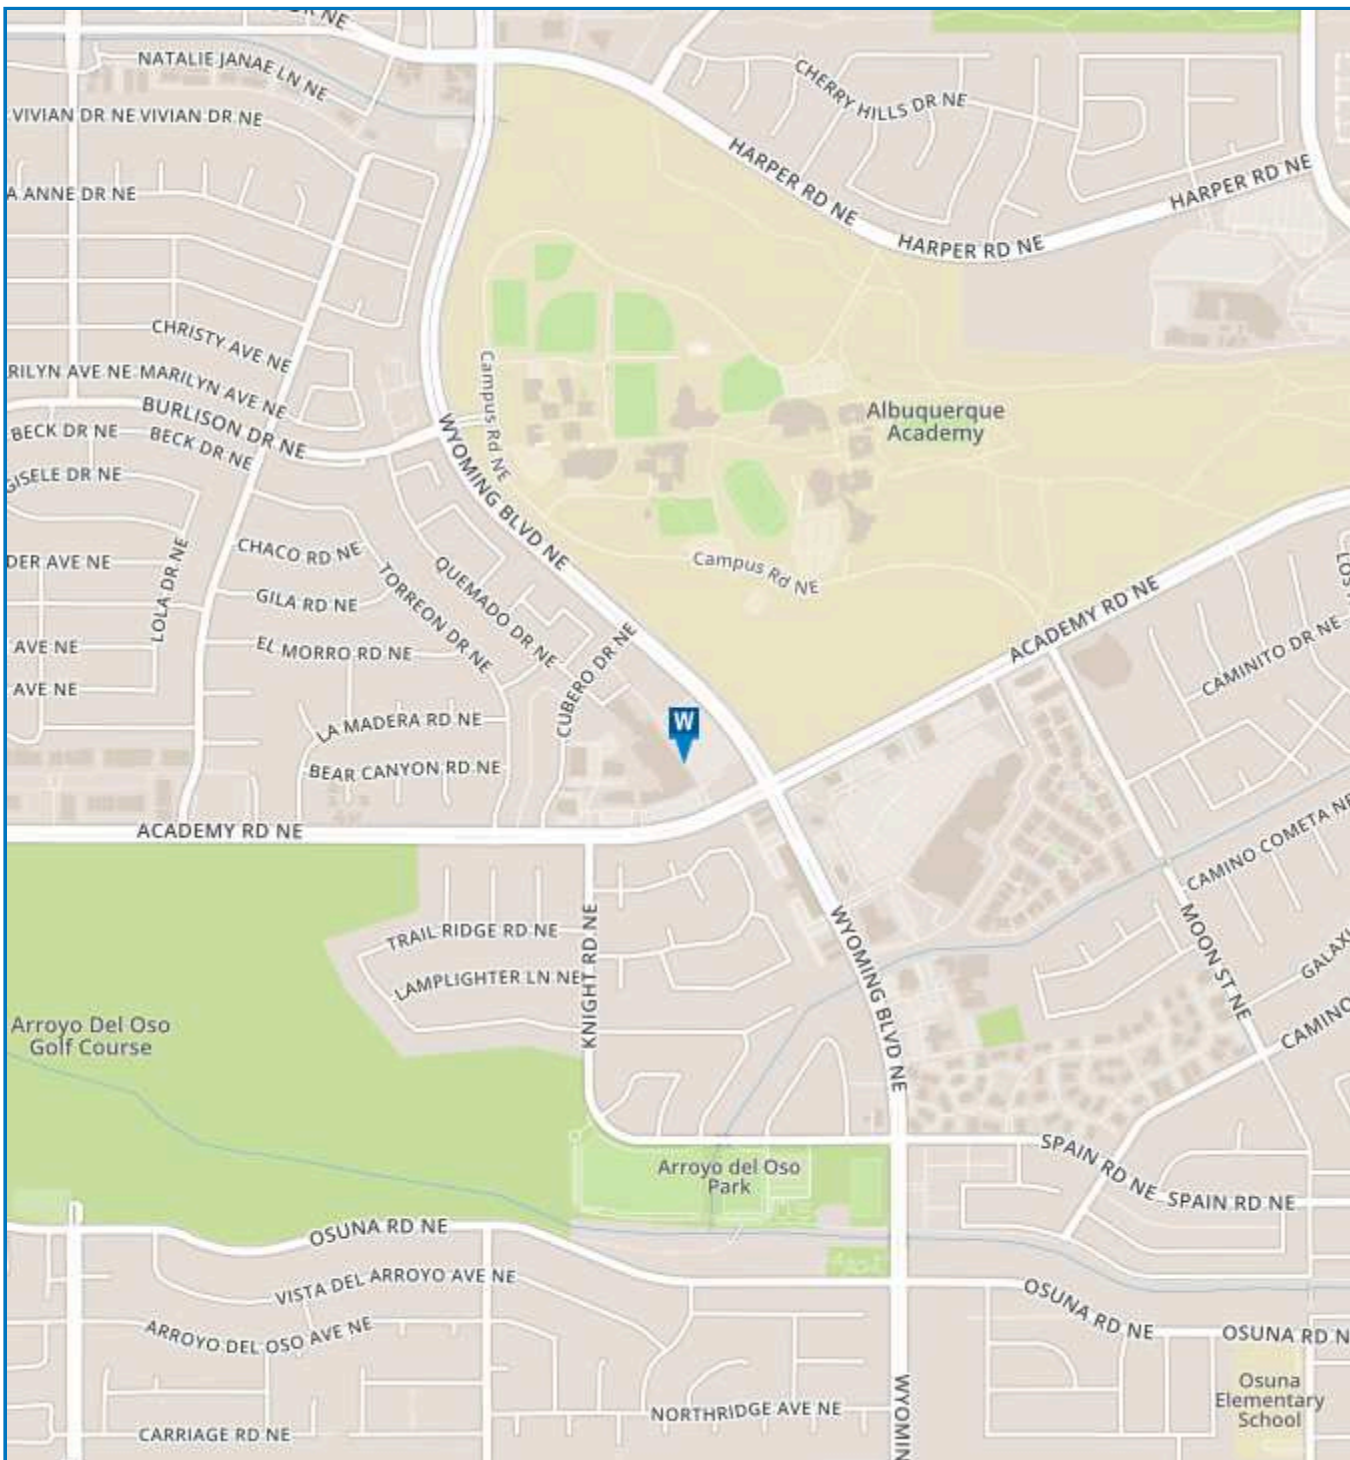 DR NE
NATALIE JANAE LN NE
CHERRY HILLS DR NE
VIVIAN DR NE VIVIAN DR NE
HARPER RD NE
HARPER RD NE
A ANNE DR NE
HARPER RD NE
CHRISTY AVE NE
RILYN AVE NE MARILYN AVE NE
Campus Rd NE
BURLISON DR NE
Albuquerque
Academy
BECK DR NE
BECK DR NE
WYOMING BLVD NE
GISELE DR NE
CHACO RD NE
DER AVE NE
QUEMADO DR NE
Campus Rd NE
LOLA DR NE
TORREON DR NE
GILA RD NE
ACADEMY RD NE
LOS
AVE NE
EL MORRO RD NE
CUBERO DR NE
CAMINITO DR NE
AVE NE
LA MADERA RD NE
W
BEAR CANYON RD NE
ACADEMY RD NE
CAMINO COMETA NE
TRAIL RIDGE RD NE
KNIGHT RD NE
WYOMING BLVD NE
MOON ST NE
LAMPLIGHTER LN NE
GALAXI
Arroyo Del Oso
Golf Course
CAMINO
Arroyo del Oso
Park
SPAIN RD NE
SPAIN RD NE
OSUNA RD NE
VISTA DEL ARROYO AVE NE
OSUNA RD NE
OSUNA RD N
ARROYO DEL OSO AVE NE
Osuna
Elementary
School
NORTHRIDGE AVE NE
WYOMIN
CARRIAGE RD NE